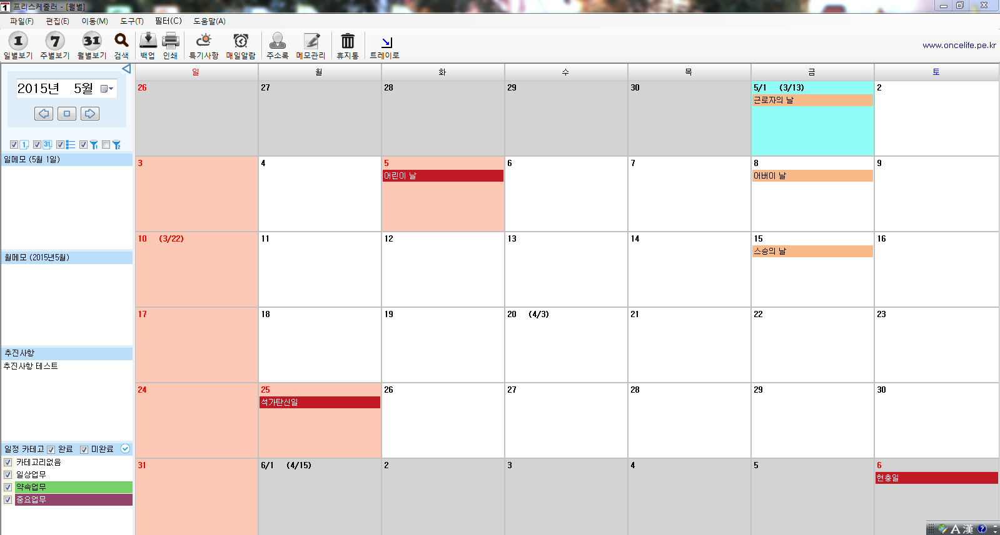 1 프리스케줄러 - [월별]
파일(F) 편집(E) 이동(M) 도구(T) 필터(C) 도움말(A)
1 7 31
일별보기 주별보기 월별보기 검색 백업 인쇄 특기사항 매일알람 주소록 메모관리 휴지통 트레이로
www.oncelife.pe.kr
2015년 5월
1 31 1 2
일메모 (5월 1일)
월메모 (2015년5월)
추진사항
추진사항 테스트
일정 카테고 완료 미완료
카테고리없음
일상업무
약속업무
중요업무
일 월 화 수 목 금 토
26 27 28 29 30 5/1 (3/13) 2
근로자의 날
3 4 5 6 7 8 9
어린이 날 어버이 날
10 (3/22) 11 12 13 14 15 16
스승의 날
17 18 19 20 (4/3) 21 22 23
24 25 26 27 28 29 30
석가탄신일
31 6/1 (4/15) 2 3 4 5 6
현충일
A 漢 ?